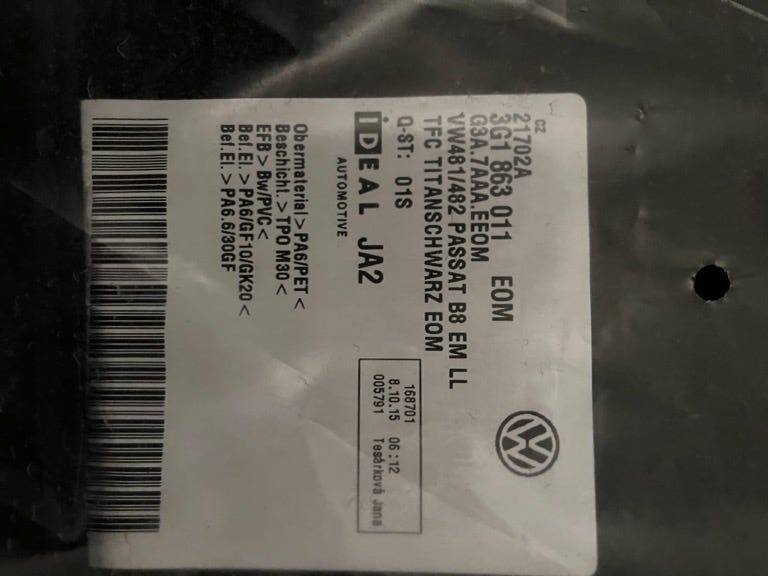 21702A
CZ
3G1 863 011 EOM
G3A.7AAA.EEOM
VW481/482 PASSAT B8 EM LL
TFC TITANSCHWARZ EOM
Q-ST: 01S
iDEAL JA2
AUTOMOTIVE
168701
8.10.15 06:12
005791 Tesárková Jana
Obermaterial > PA6/PET <
Beschicht. > TPO M30 <
EFB > Bw/PVC <
Bef.El. > PA6/GF10/GK20 <
Bef.El. > PA6.6/30GF